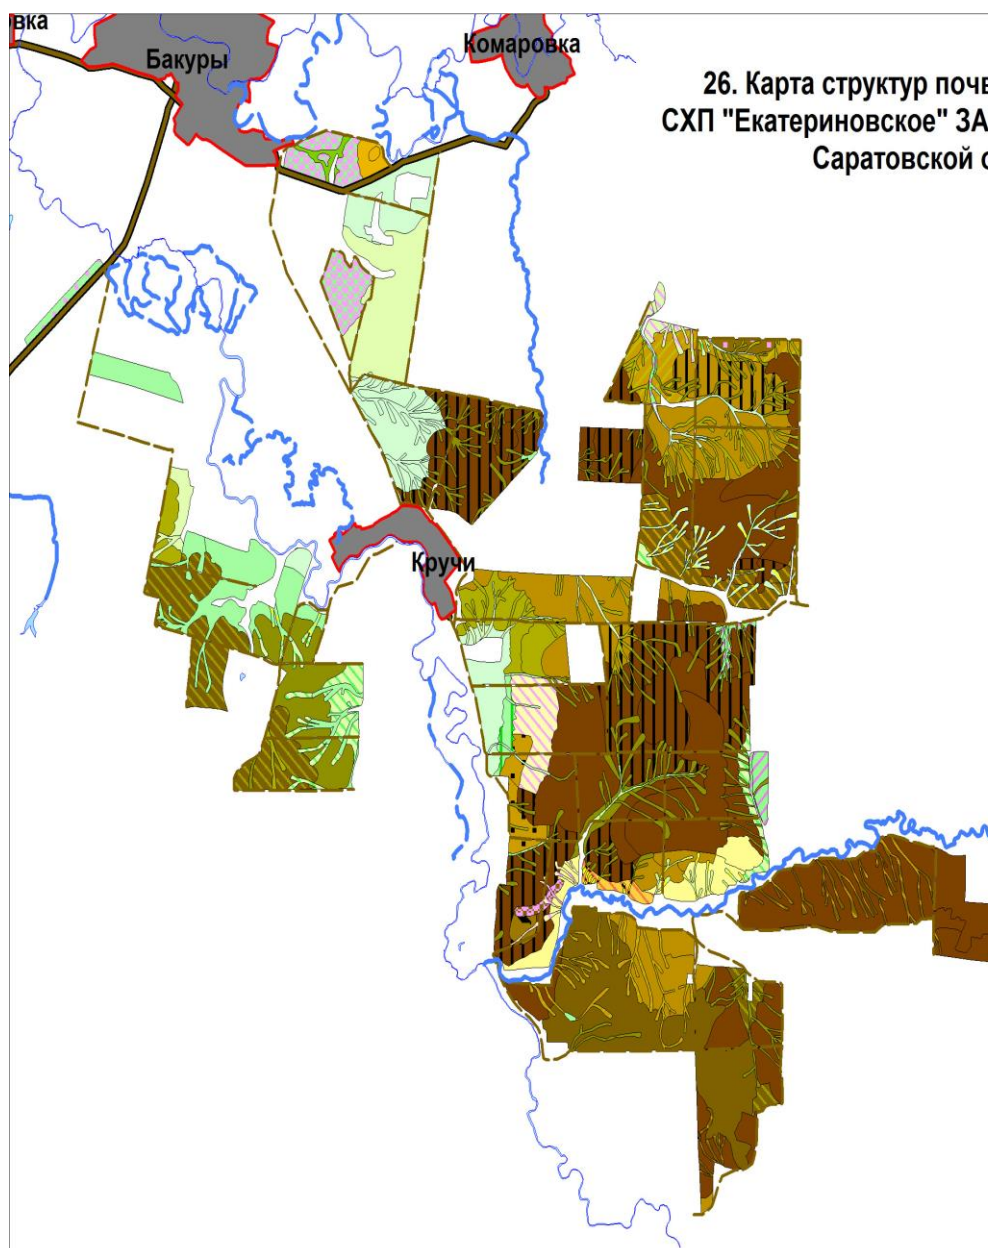 вка
Бакуры
Комаровка
26. Карта структур почв
СХП "Екатериновское" ЗА
Саратовской о
Кручи